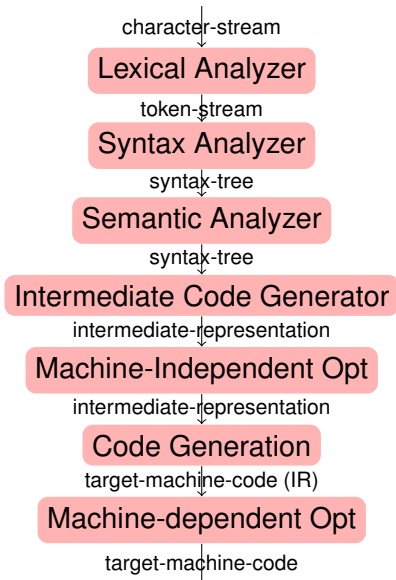 character-stream
Lexical Analyzer
token-stream
Syntax Analyzer
syntax-tree
Semantic Analyzer
syntax-tree
Intermediate Code Generator
intermediate-representation
Machine-Independent Opt
intermediate-representation
Code Generation
target-machine-code (IR)
Machine-dependent Opt
target-machine-code